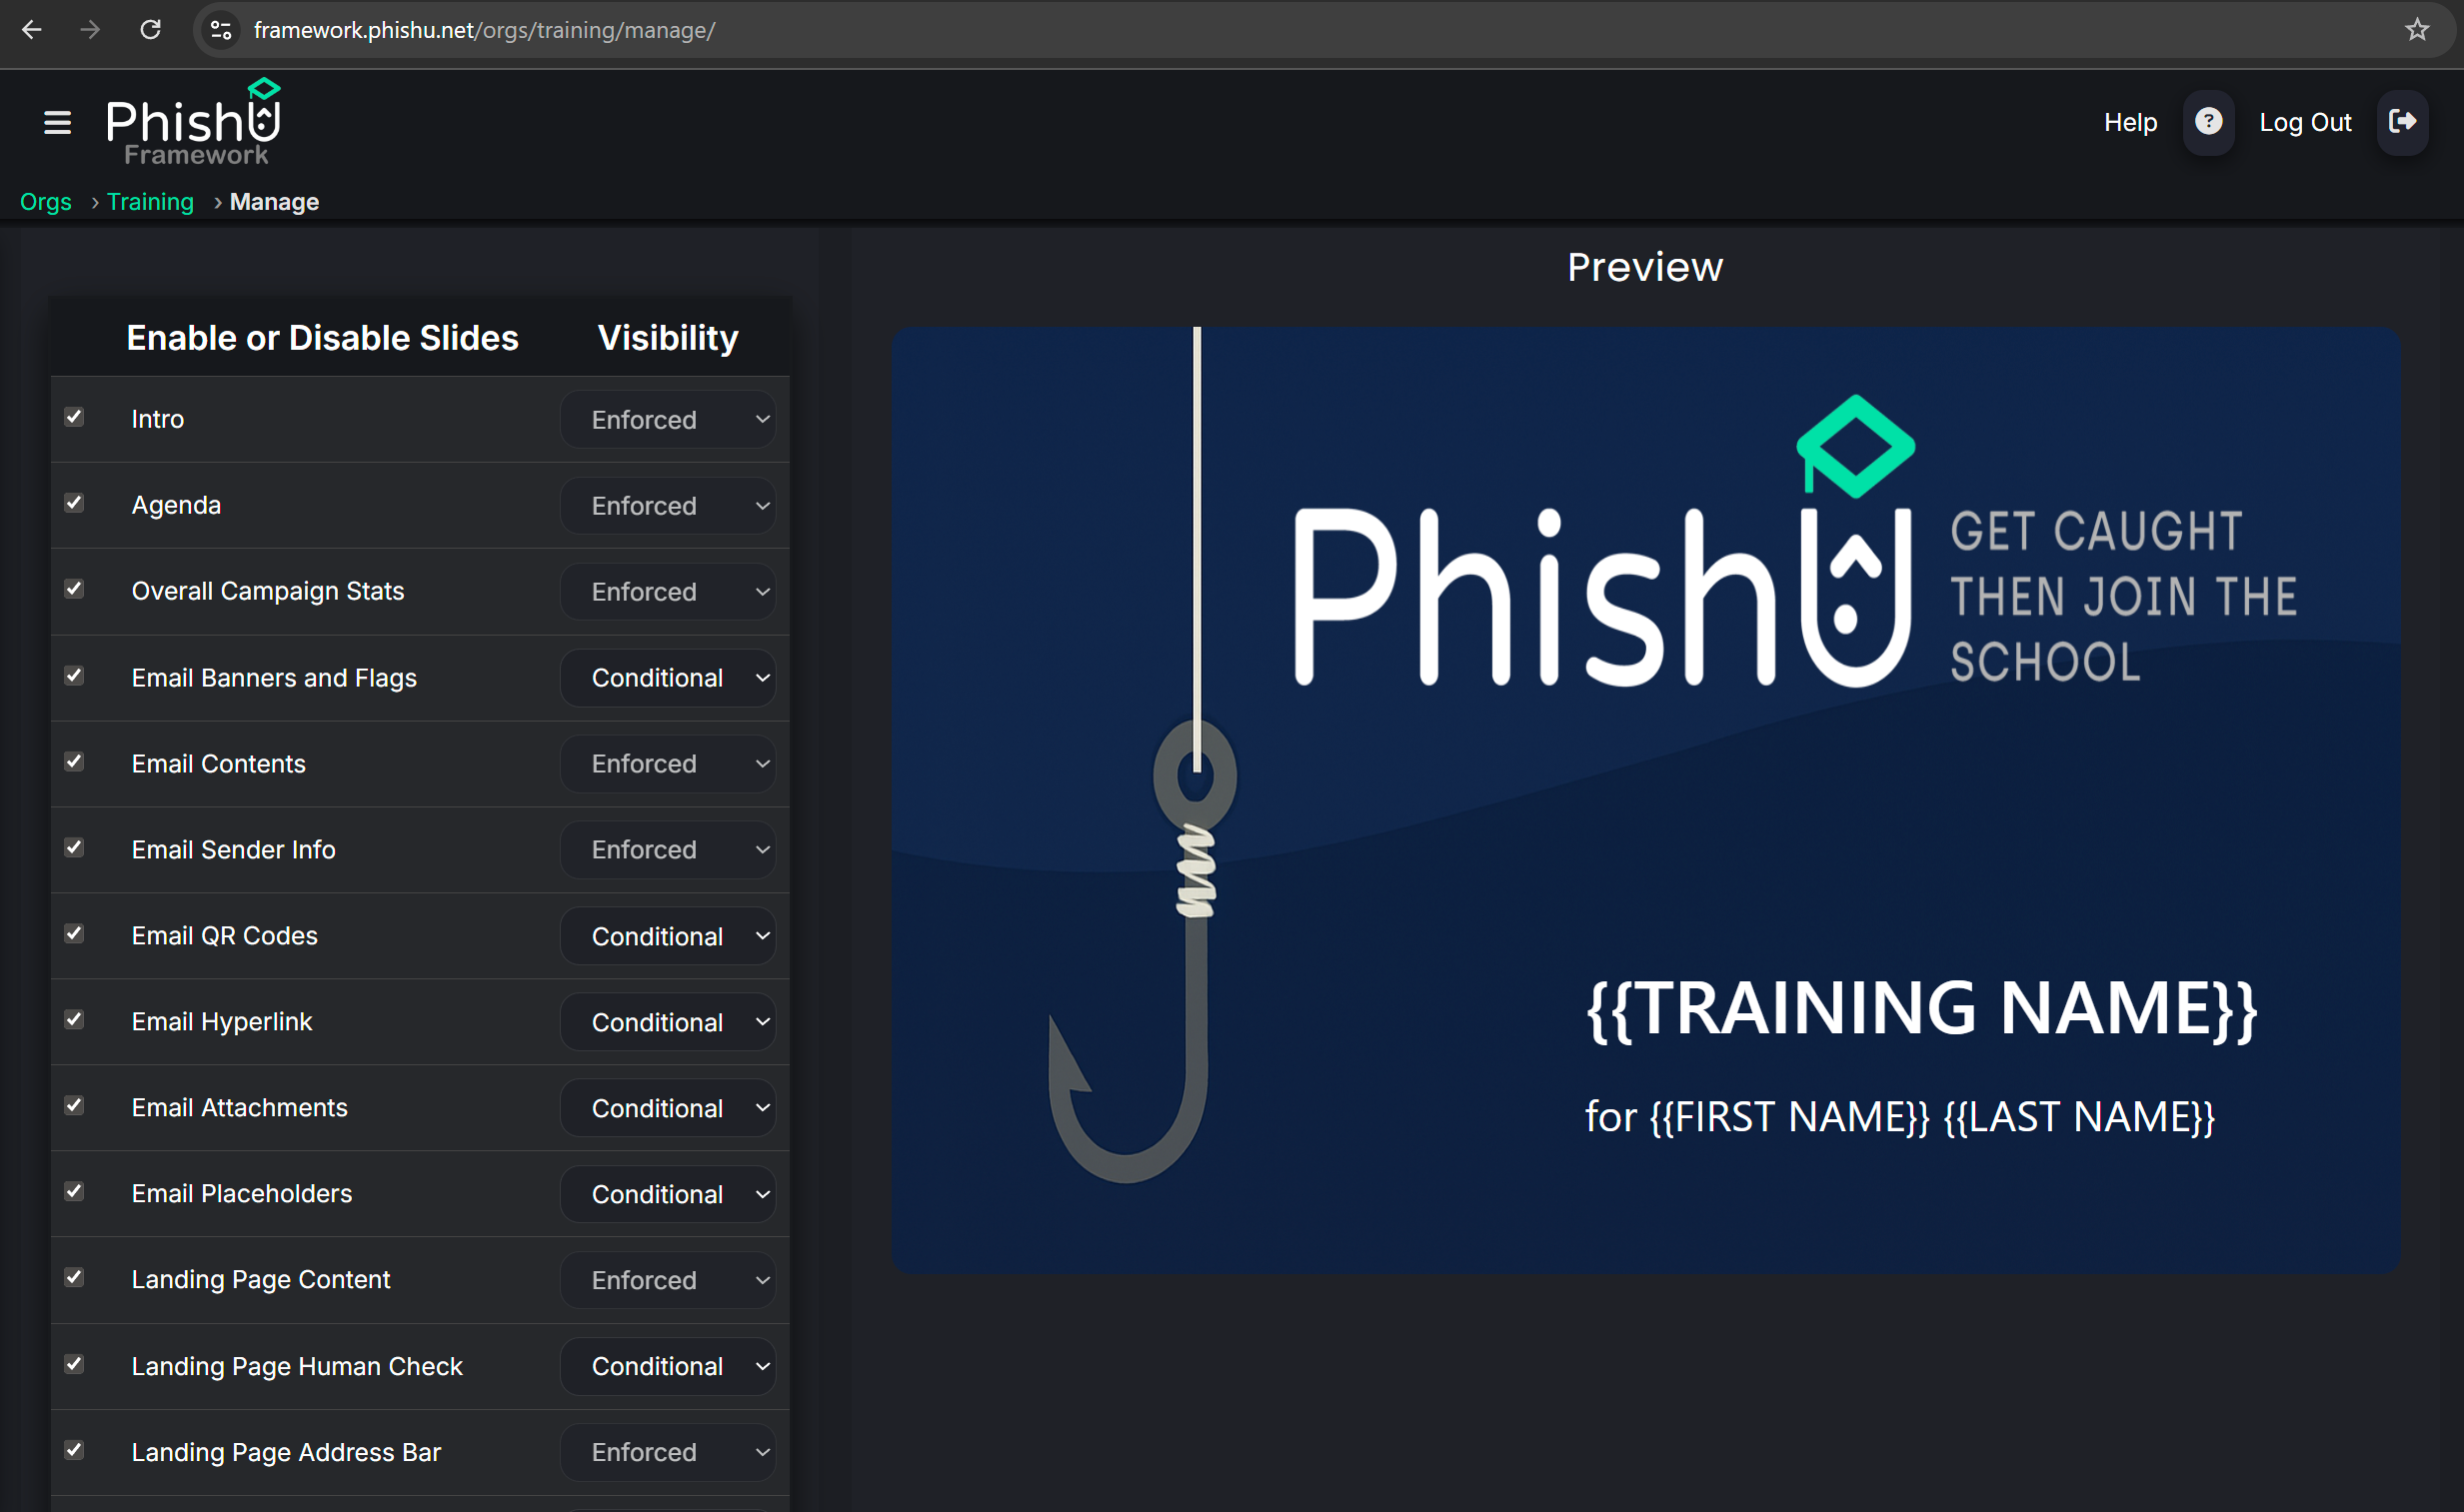 framework.phishu.net/orgs/training/manage/
PhishU
Framework
Help
?
Log Out
Orgs › Training › Manage
Enable or Disable Slides Visibility
Intro Enforced
Agenda Enforced
Overall Campaign Stats Enforced
Email Banners and Flags Conditional
Email Contents Enforced
Email Sender Info Enforced
Email QR Codes Conditional
Email Hyperlink Conditional
Email Attachments Conditional
Email Placeholders Conditional
Landing Page Content Enforced
Landing Page Human Check Conditional
Landing Page Address Bar Enforced
Preview
PhishU
GET CAUGHT
THEN JOIN THE
SCHOOL
{{TRAINING NAME}}
for {{FIRST NAME}} {{LAST NAME}}